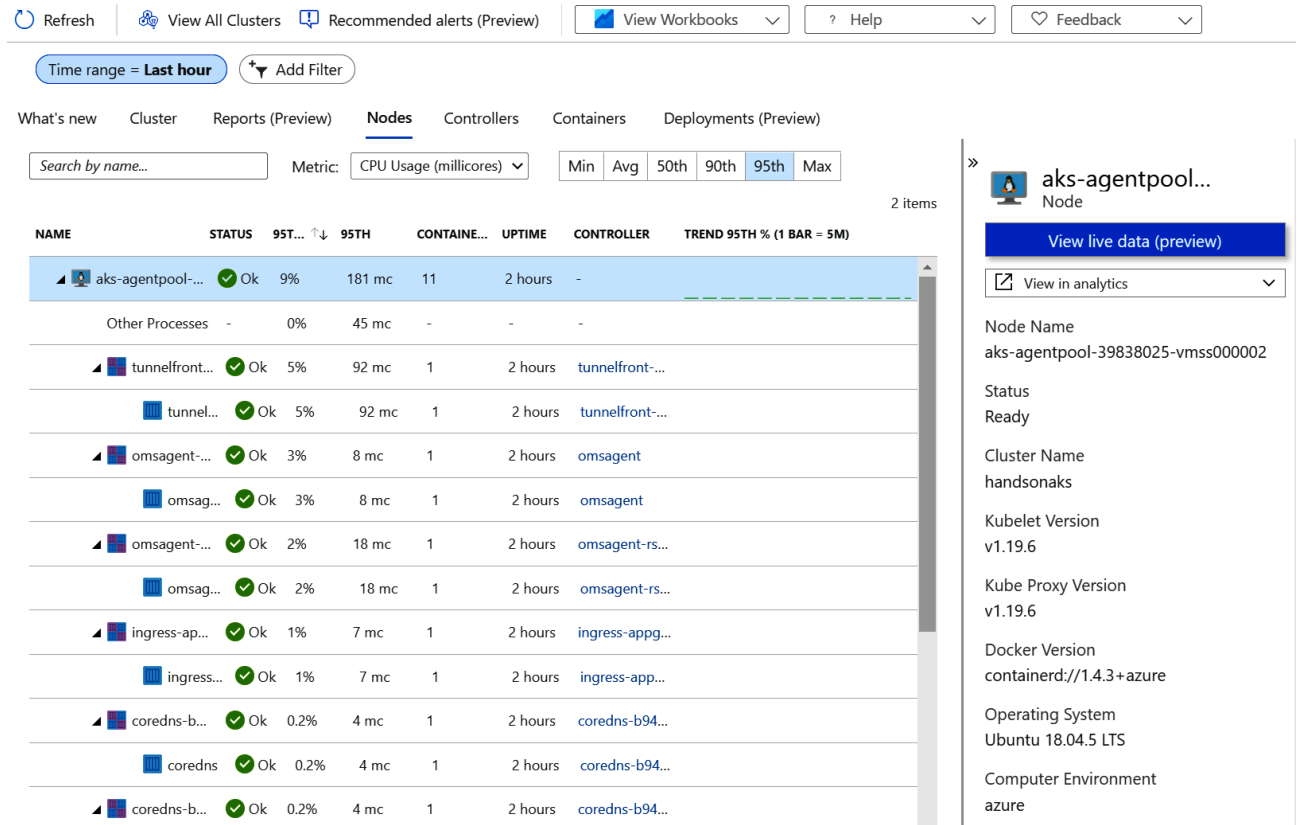 Refresh View All Clusters Recommended alerts (Preview) View Workbooks ? Help Feedback
Time range = Last hour Add Filter
What's new Cluster Reports (Preview) Nodes Controllers Containers Deployments (Preview)
Search by name... Metric: CPU Usage (millicores) Min Avg 50th 90th 95th Max
2 items
NAME STATUS 95T... ↑↓ 95TH CONTAINE... UPTIME CONTROLLER TREND 95TH % (1 BAR = 5M)
aks-agentpool-... Ok 9% 181 mc 11 2 hours -
Other Processes - 0% 45 mc - - -
tunnelfront... Ok 5% 92 mc 1 2 hours tunnelfront-...
tunnel... Ok 5% 92 mc 1 2 hours tunnelfront-...
omsagent-... Ok 3% 8 mc 1 2 hours omsagent
omsag... Ok 3% 8 mc 1 2 hours omsagent
omsagent-... Ok 2% 18 mc 1 2 hours omsagent-rs...
omsag... Ok 2% 18 mc 1 2 hours omsagent-rs...
ingress-ap... Ok 1% 7 mc 1 2 hours ingress-appg...
ingress... Ok 1% 7 mc 1 2 hours ingress-app...
coredns-b... Ok 0.2% 4 mc 1 2 hours coredns-b94...
coredns Ok 0.2% 4 mc 1 2 hours coredns-b94...
coredns-b... Ok 0.2% 4 mc 1 2 hours coredns-b94...
»
aks-agentpool...
Node
View live data (preview)
View in analytics
Node Name
aks-agentpool-39838025-vmss000002
Status
Ready
Cluster Name
handsonaks
Kubelet Version
v1.19.6
Kube Proxy Version
v1.19.6
Docker Version
containerd://1.4.3+azure
Operating System
Ubuntu 18.04.5 LTS
Computer Environment
azure